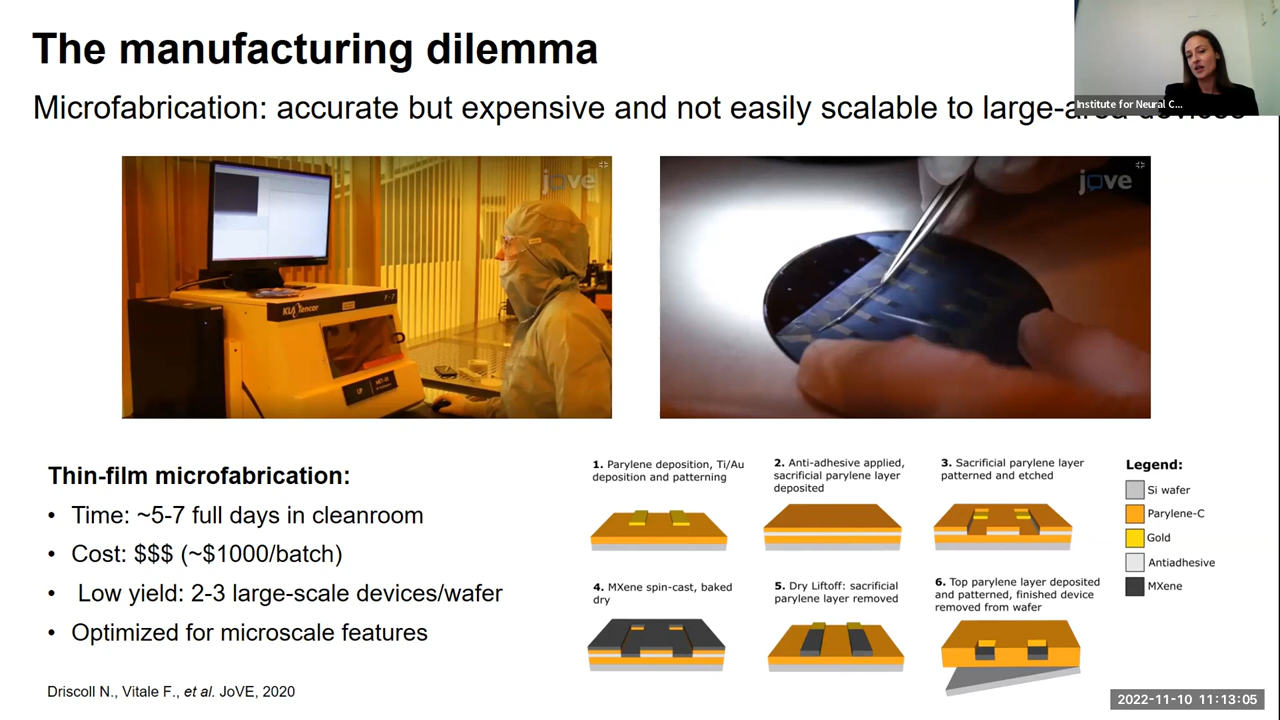 The manufacturing dilemma
Microfabrication: accurate but expensive and not easily scalable to large-area devices
Institute for Neural C...
jove
jove
KLA Tencor
Thin-film microfabrication:
• Time: ~5-7 full days in cleanroom
• Cost: $$$ (~$1000/batch)
• Low yield: 2-3 large-scale devices/wafer
• Optimized for microscale features
Driscoll N., Vitale F., et al. JoVE, 2020
1. Parylene deposition, Ti/Au
deposition and patterning
2. Anti-adhesive applied,
sacrificial parylene layer
deposited
3. Sacrificial parylene layer
patterned and etched
4. MXene spin-cast, baked
dry
5. Dry Liftoff: sacrificial
parylene layer removed
6. Top parylene layer deposited
and patterned, finished device
removed from wafer
Legend:
Si wafer
Parylene-C
Gold
Antiadhesive
MXene
2022-11-10 11:13:05